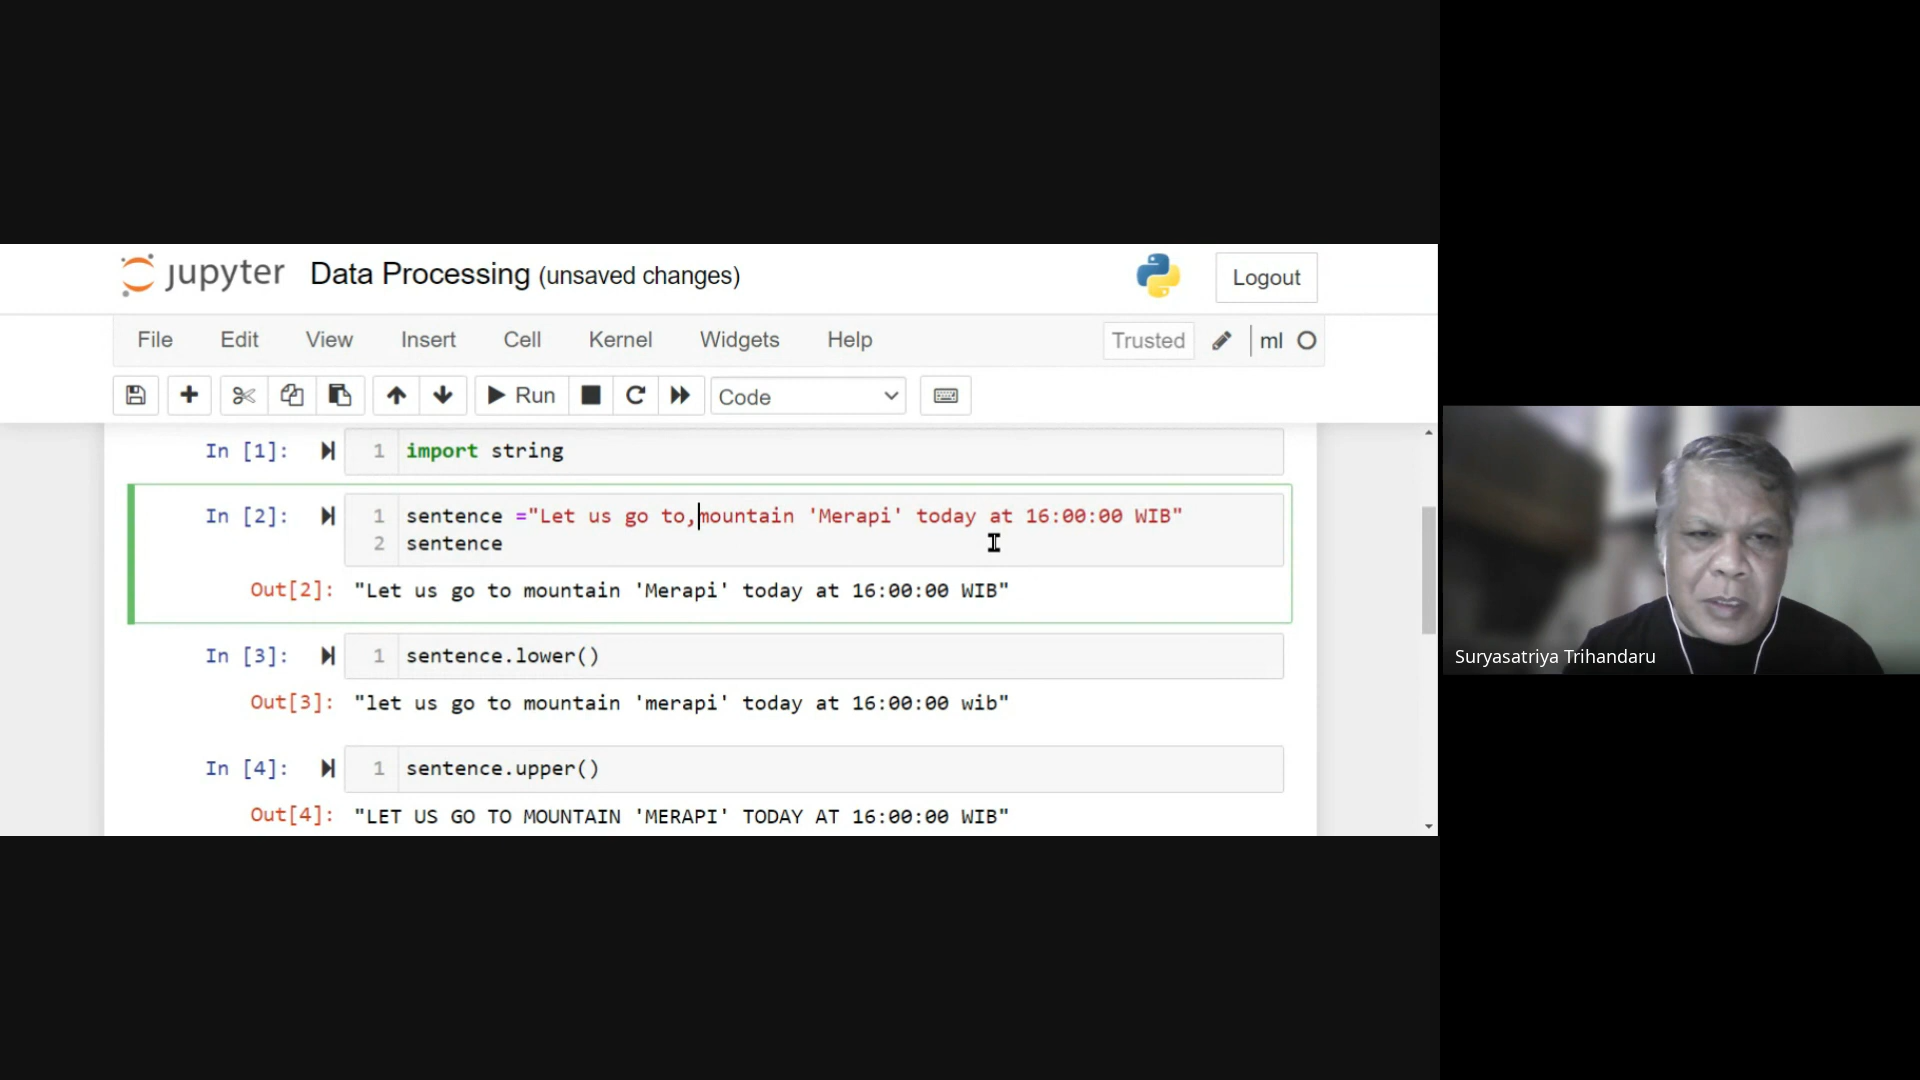 jupyter Data Processing (unsaved changes) Logout
File Edit View Insert Cell Kernel Widgets Help Trusted ml
Run Code
In [1]: 1 import string
In [2]: 1 sentence ="Let us go to,mountain 'Merapi' today at 16:00:00 WIB"
2 sentence
Out[2]: "Let us go to mountain 'Merapi' today at 16:00:00 WIB"
In [3]: 1 sentence.lower()
Out[3]: "let us go to mountain 'merapi' today at 16:00:00 wib"
In [4]: 1 sentence.upper()
Out[4]: "LET US GO TO MOUNTAIN 'MERAPI' TODAY AT 16:00:00 WIB"
Suryasatriya Trihandaru